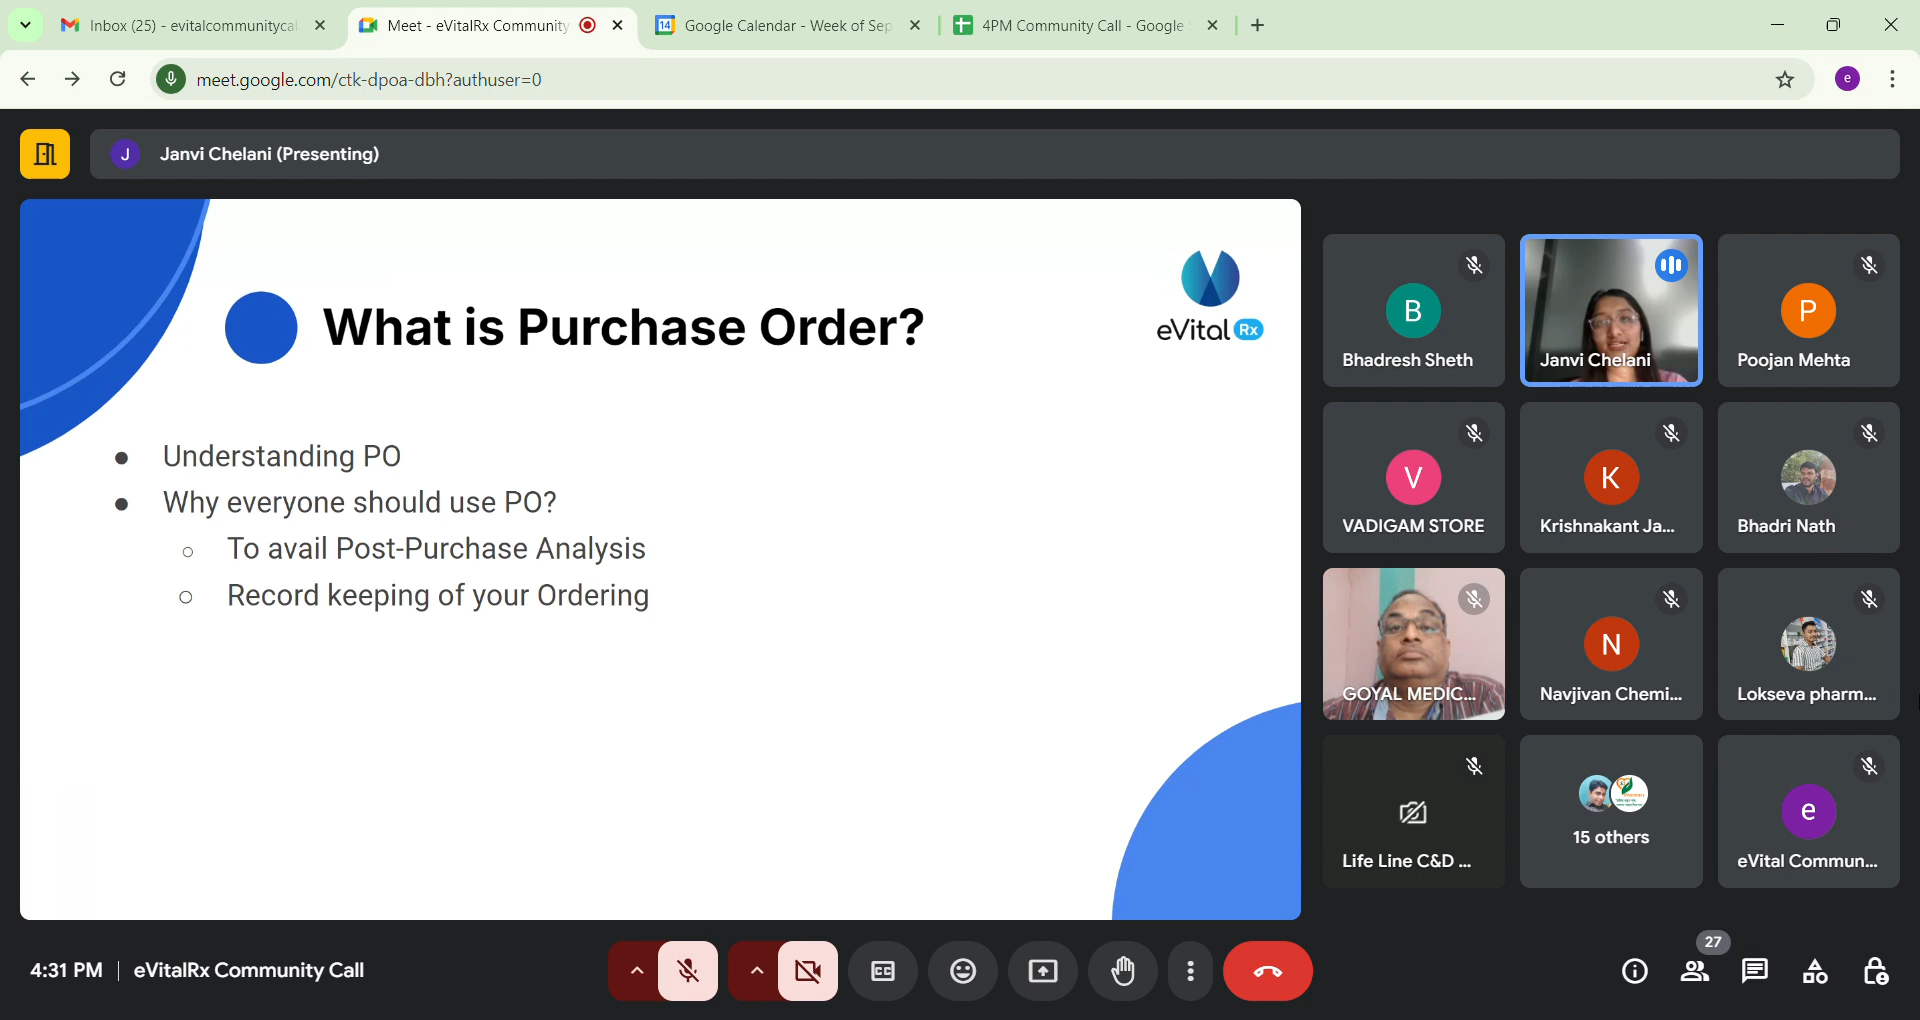 Inbox (25) - evitalcommunityca
Meet - eVitalRx Community
14
Google Calendar - Week of Sep
4PM Community Call - Google
meet.google.com/ctk-dpoa-dbh?authuser=0
e
J
Janvi Chelani (Presenting)
What is Purchase Order?
eVital Rx
● Understanding PO
● Why everyone should use PO?
○ To avail Post-Purchase Analysis
○ Record keeping of your Ordering
B
Bhadresh Sheth
Janvi Chelani
P
Poojan Mehta
V
VADIGAM STORE
K
Krishnakant Ja...
Bhadri Nath
GOYAL MEDIC...
N
Navjivan Chemi...
Lokseva pharm...
Life Line C&D ...
15 others
e
eVital Commun...
4:31 PM | eVitalRx Community Call
CC
27